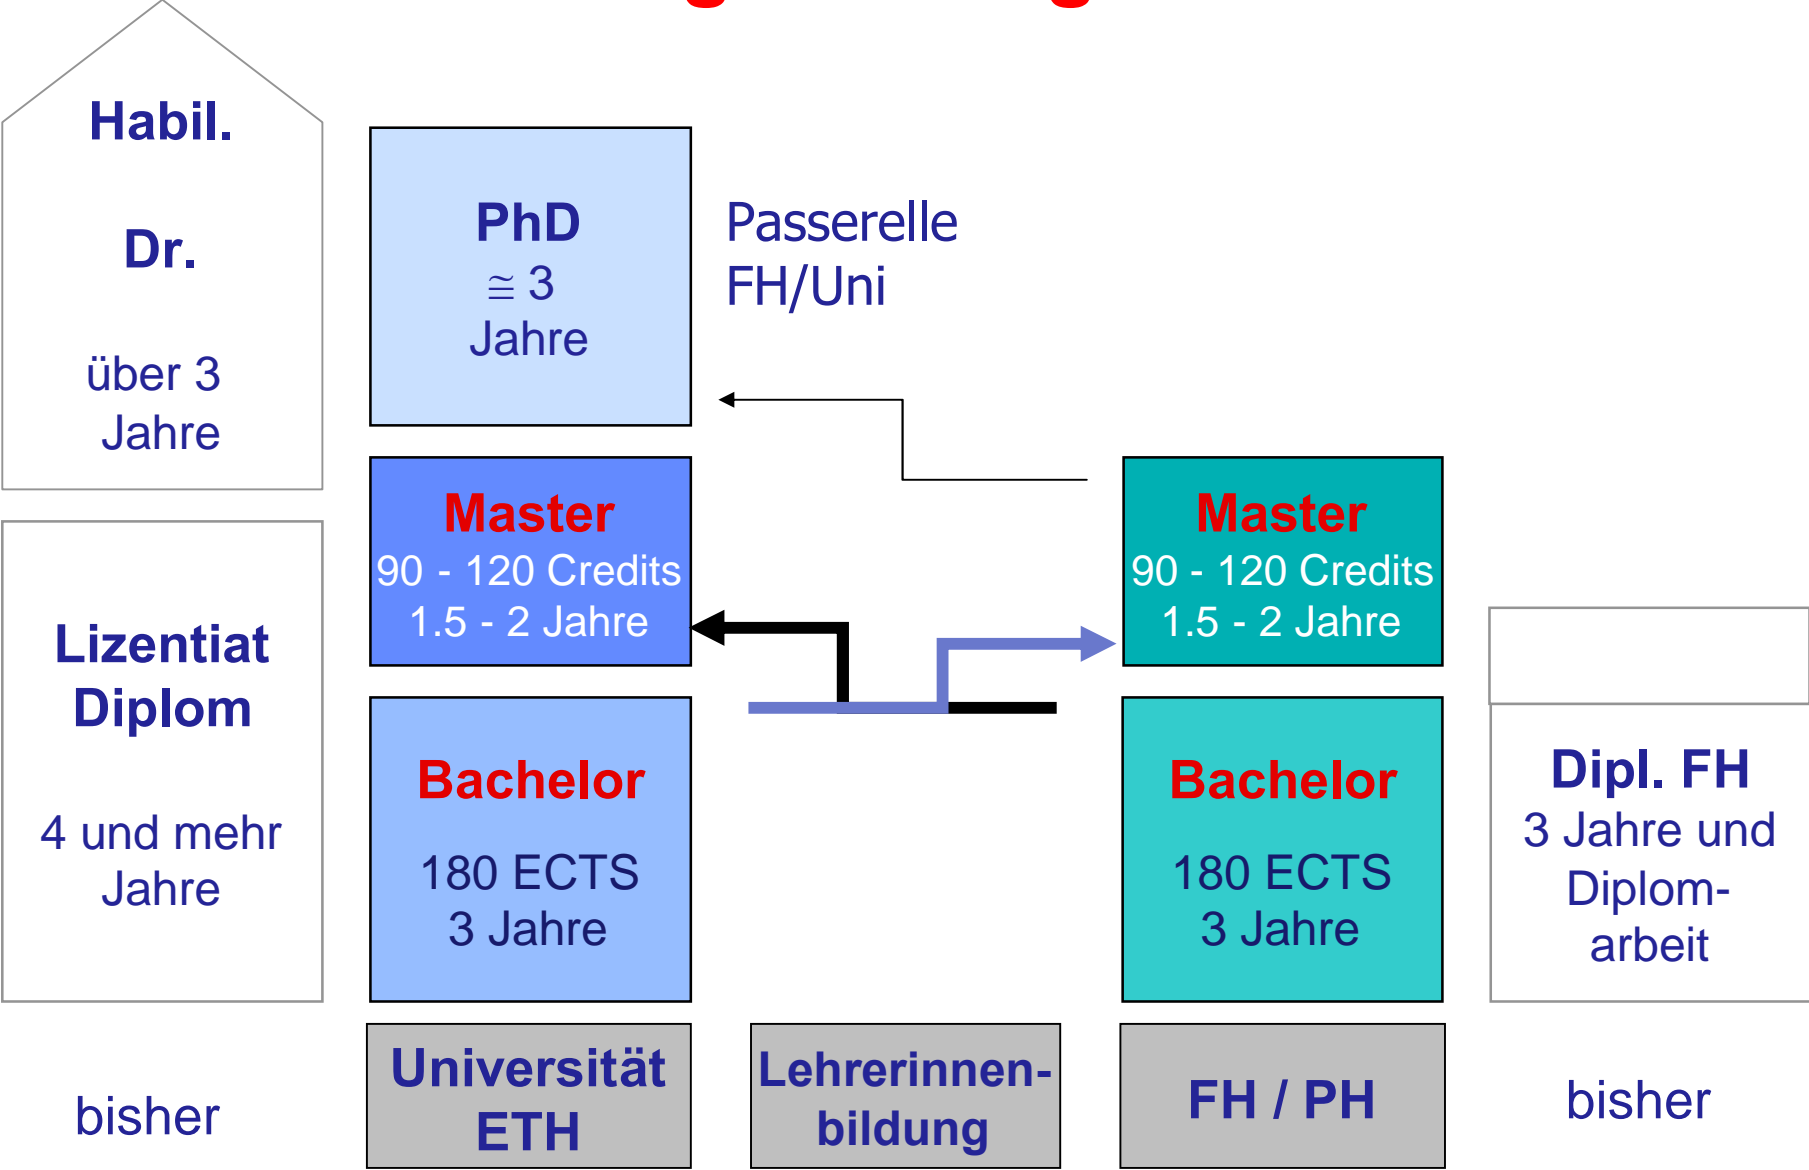 Habil.
Dr.
über 3
Jahre
Lizentiat
Diplom
4 und mehr
Jahre
bisher
PhD
≅ 3
Jahre
Master
90 - 120 Credits
1.5 - 2 Jahre
Bachelor
180 ECTS
3 Jahre
Universität
ETH
Passerelle
FH/Uni
Lehrerinnen-
bildung
Master
90 - 120 Credits
1.5 - 2 Jahre
Bachelor
180 ECTS
3 Jahre
FH / PH
Dipl. FH
3 Jahre und
Diplom-
arbeit
bisher